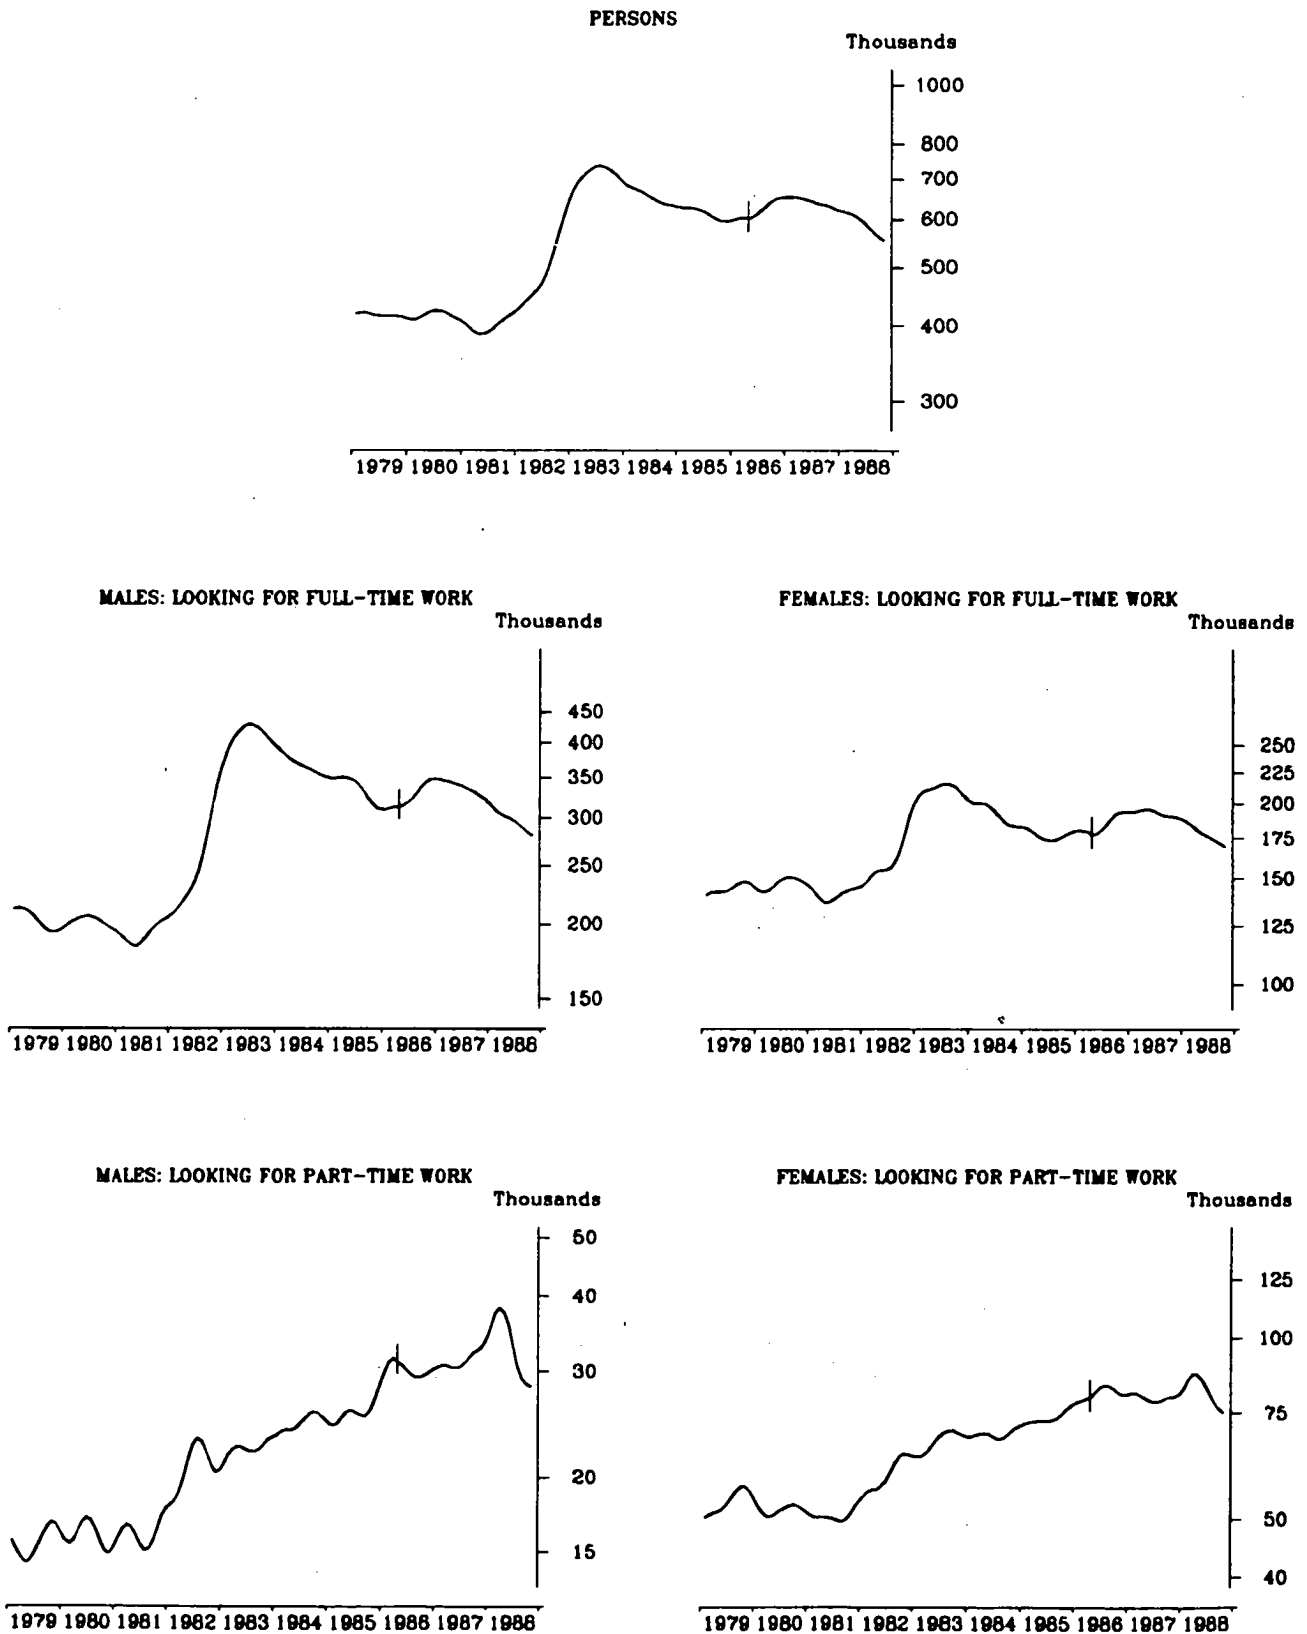 PERSONS
Thousands
1000
800
700
600
500
400
300
1979 1980 1981 1982 1983 1984 1985 1986 1987 1988
MALES: LOOKING FOR FULL-TIME WORK
Thousands
450
400
350
300
250
200
150
1979 1980 1981 1982 1983 1984 1985 1986 1987 1988
FEMALES: LOOKING FOR FULL-TIME WORK
Thousands
250
225
200
175
150
125
100
1979 1980 1981 1982 1983 1984 1985 1986 1987 1988
MALES: LOOKING FOR PART-TIME WORK
Thousands
50
40
30
20
15
1979 1980 1981 1982 1983 1984 1985 1986 1987 1988
FEMALES: LOOKING FOR PART-TIME WORK
Thousands
125
100
75
50
40
1979 1980 1981 1982 1983 1984 1985 1986 1987 1988